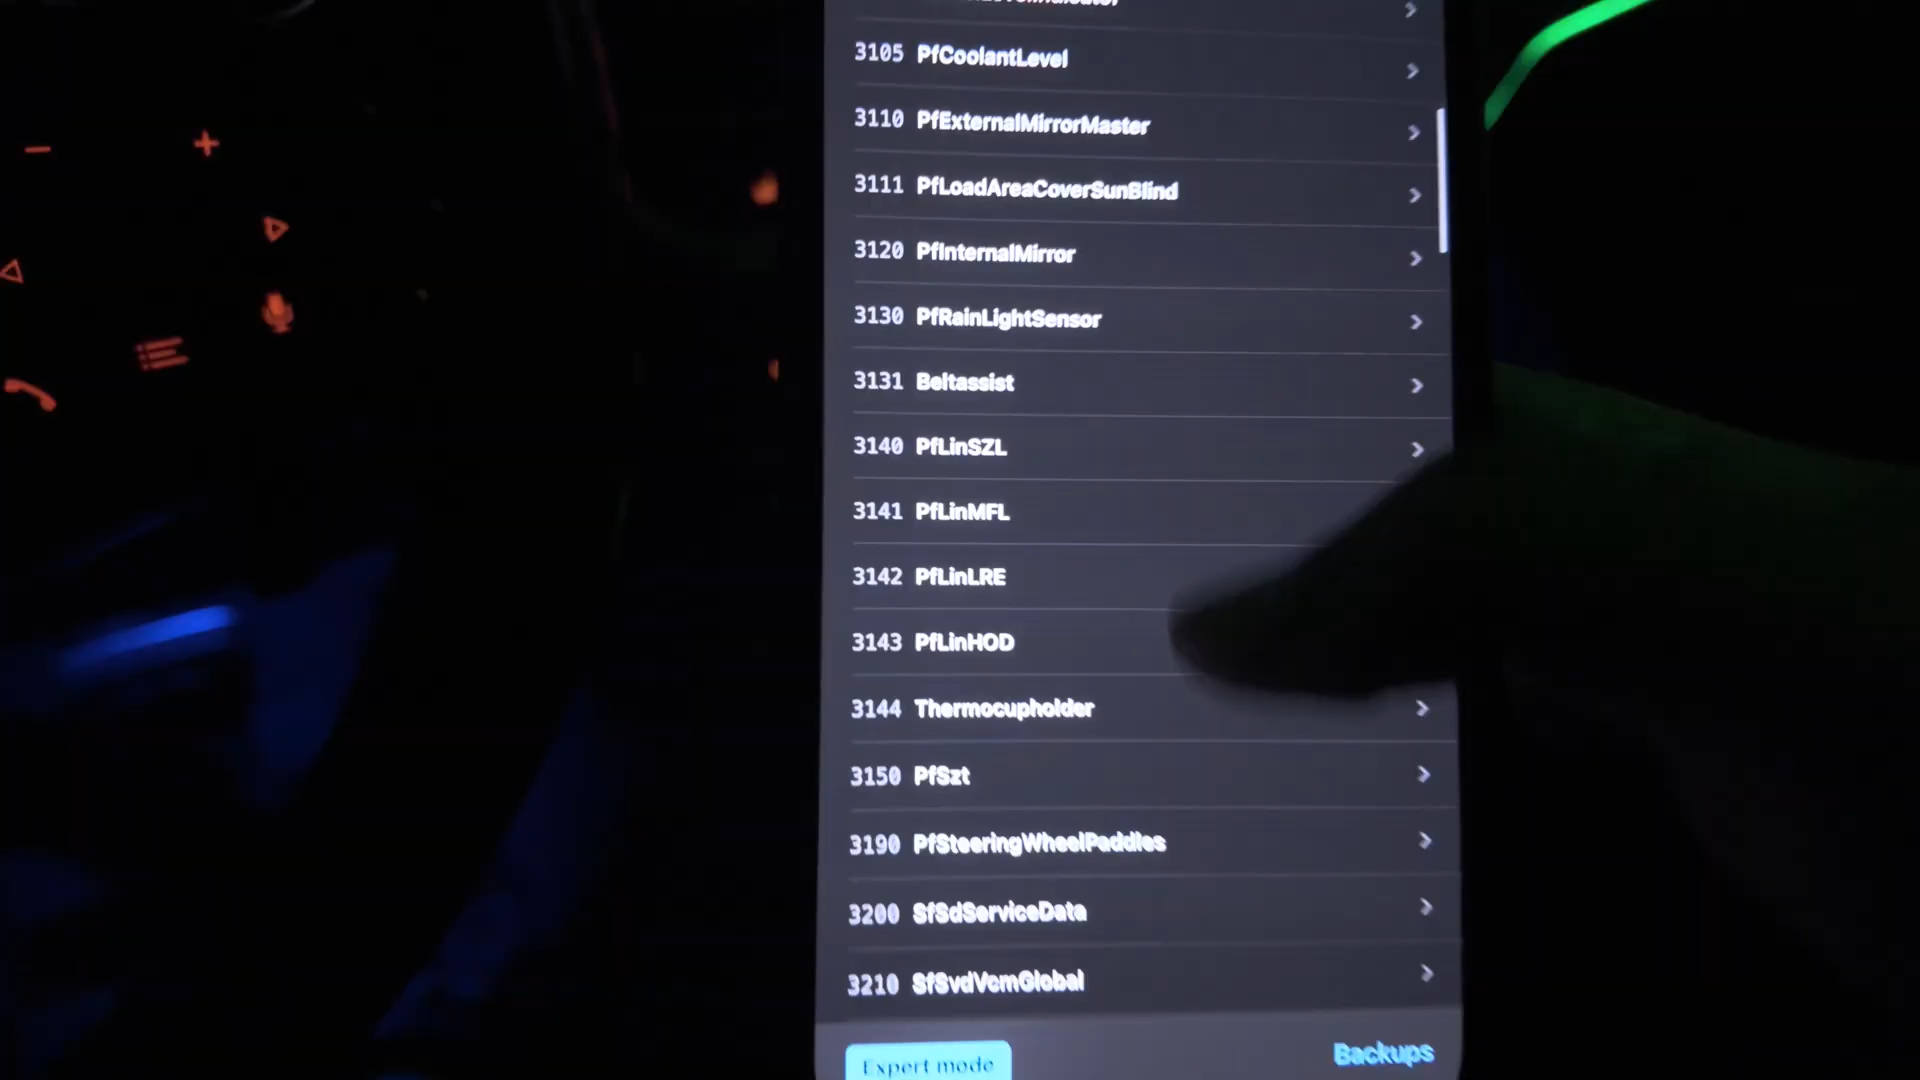 3105 PfCoolantLevel
3110 PfExternalMirrorMaster
3111 PfLoadAreaCoverSunBlind
3120 PfInternalMirror
3130 PfRainLightSensor
3131 Beltassist
3140 PfLinSZL
3141 PfLinMFL
3142 PfLinLRE
3143 PfLinHOD
3144 Thermocupholder
3150 PfSzt
3190 PfSteeringWheelPaddles
3200 SfSdServiceData
3210 SfSvdVcmGlobal
Expert mode
Backups